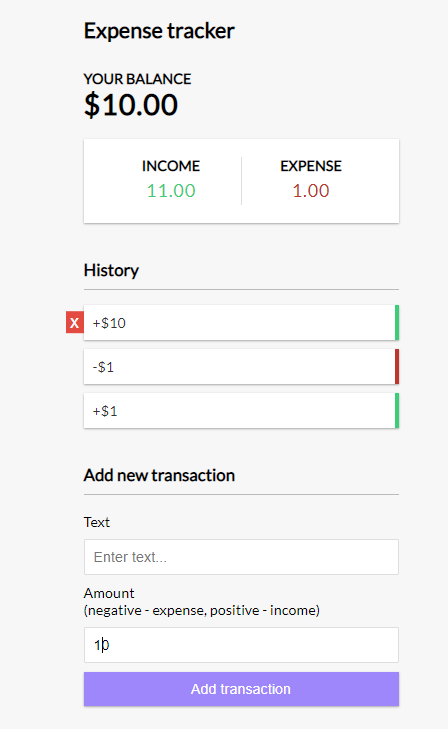 Expense tracker
YOUR BALANCE
$10.00
INCOME EXPENSE
11.00 1.00
History
X +$10
-$1
+$1
Add new transaction
Text
Enter text...
Amount
(negative - expense, positive - income)
10
Add transaction